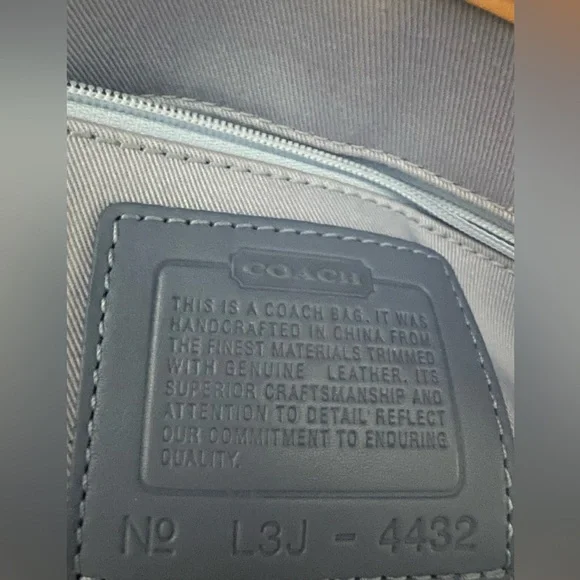 COACH
THIS IS A COACH BAG. IT WAS
HANDCRAFTED IN CHINA FROM
THE FINEST MATERIALS TRIMMED
WITH GENUINE LEATHER. ITS
SUPERIOR CRAFTSMANSHIP AND
ATTENTION TO DETAIL REFLECT
OUR COMMITMENT TO ENDURING
QUALITY.
Nº L3J - 4432